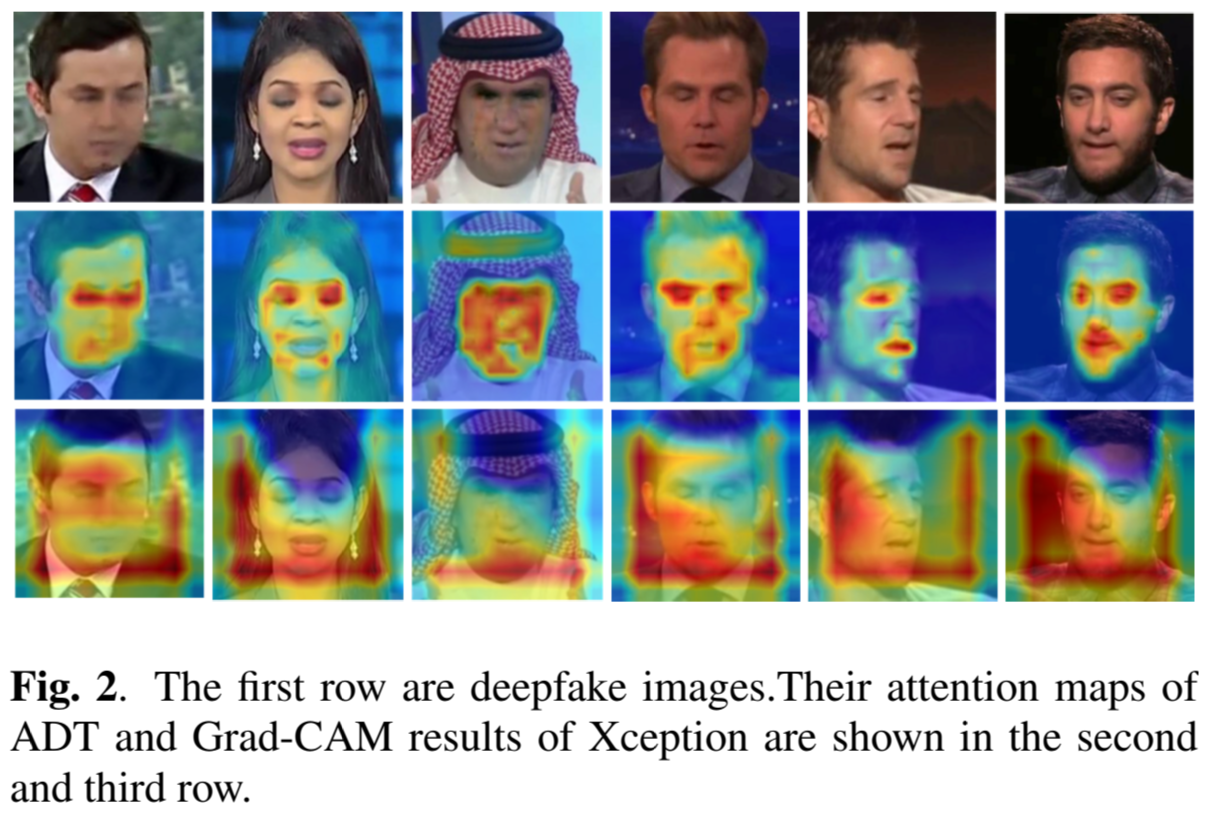 Fig. 2. The first row are deepfake images.Their attention maps of
ADT and Grad-CAM results of Xception are shown in the second
and third row.